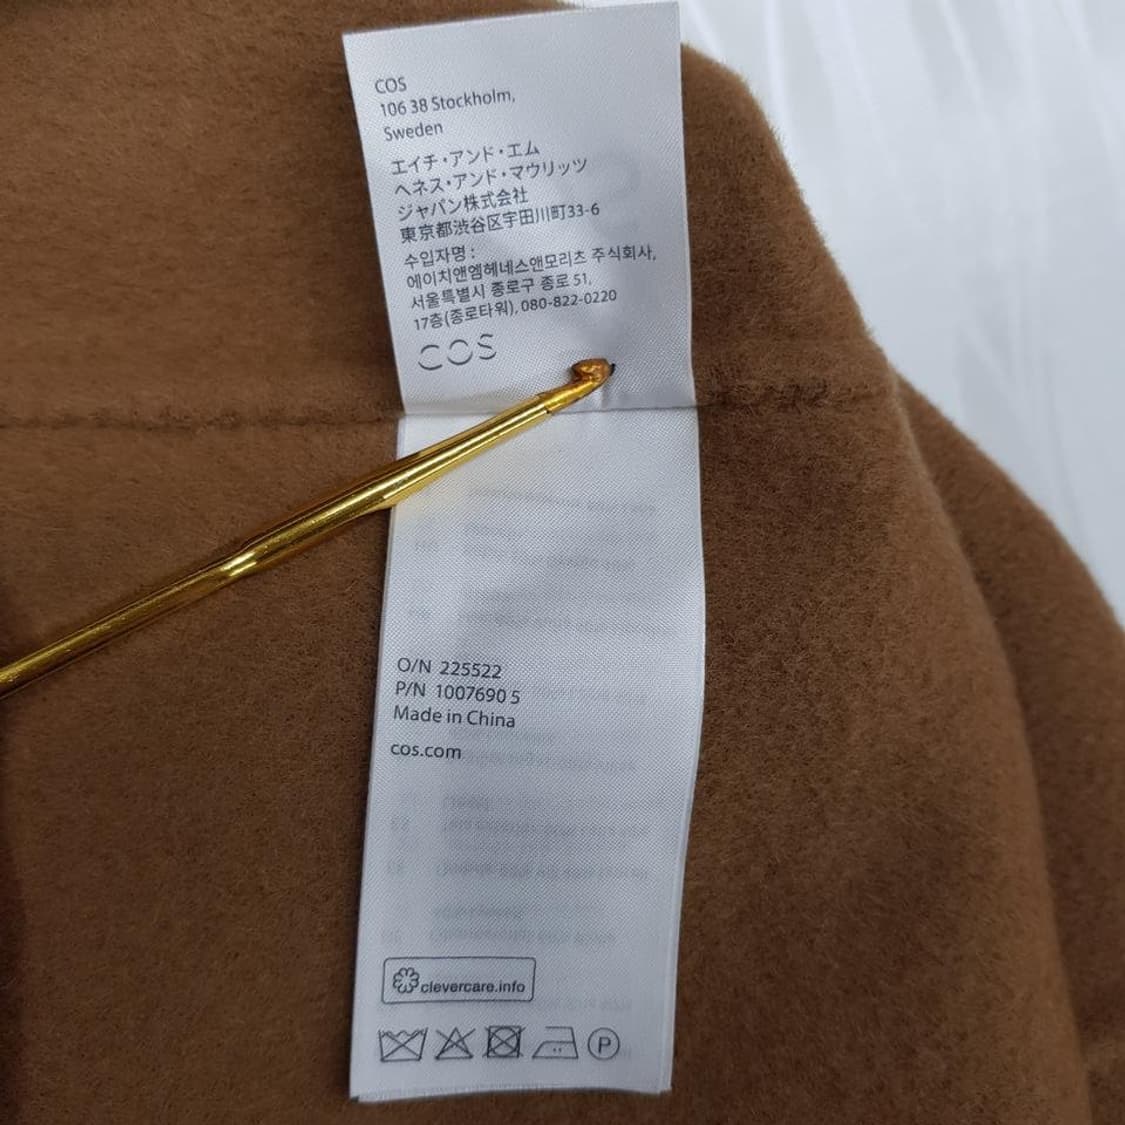 COS
106 38 Stockholm,
Sweden
エイチ・アンド・エム
ヘネス・アンド・マウリッツ
ジャパン株式会社
東京都渋谷区宇田川町33-6
수입자명 :
에이치앤엠헤네스앤모리츠 주식회사,
서울특별시 종로구 종로 51,
17층(종로타워), 080-822-0220
COS
O/N 225522
P/N 1007690 5
Made in China
cos.com
clevercare.info
P